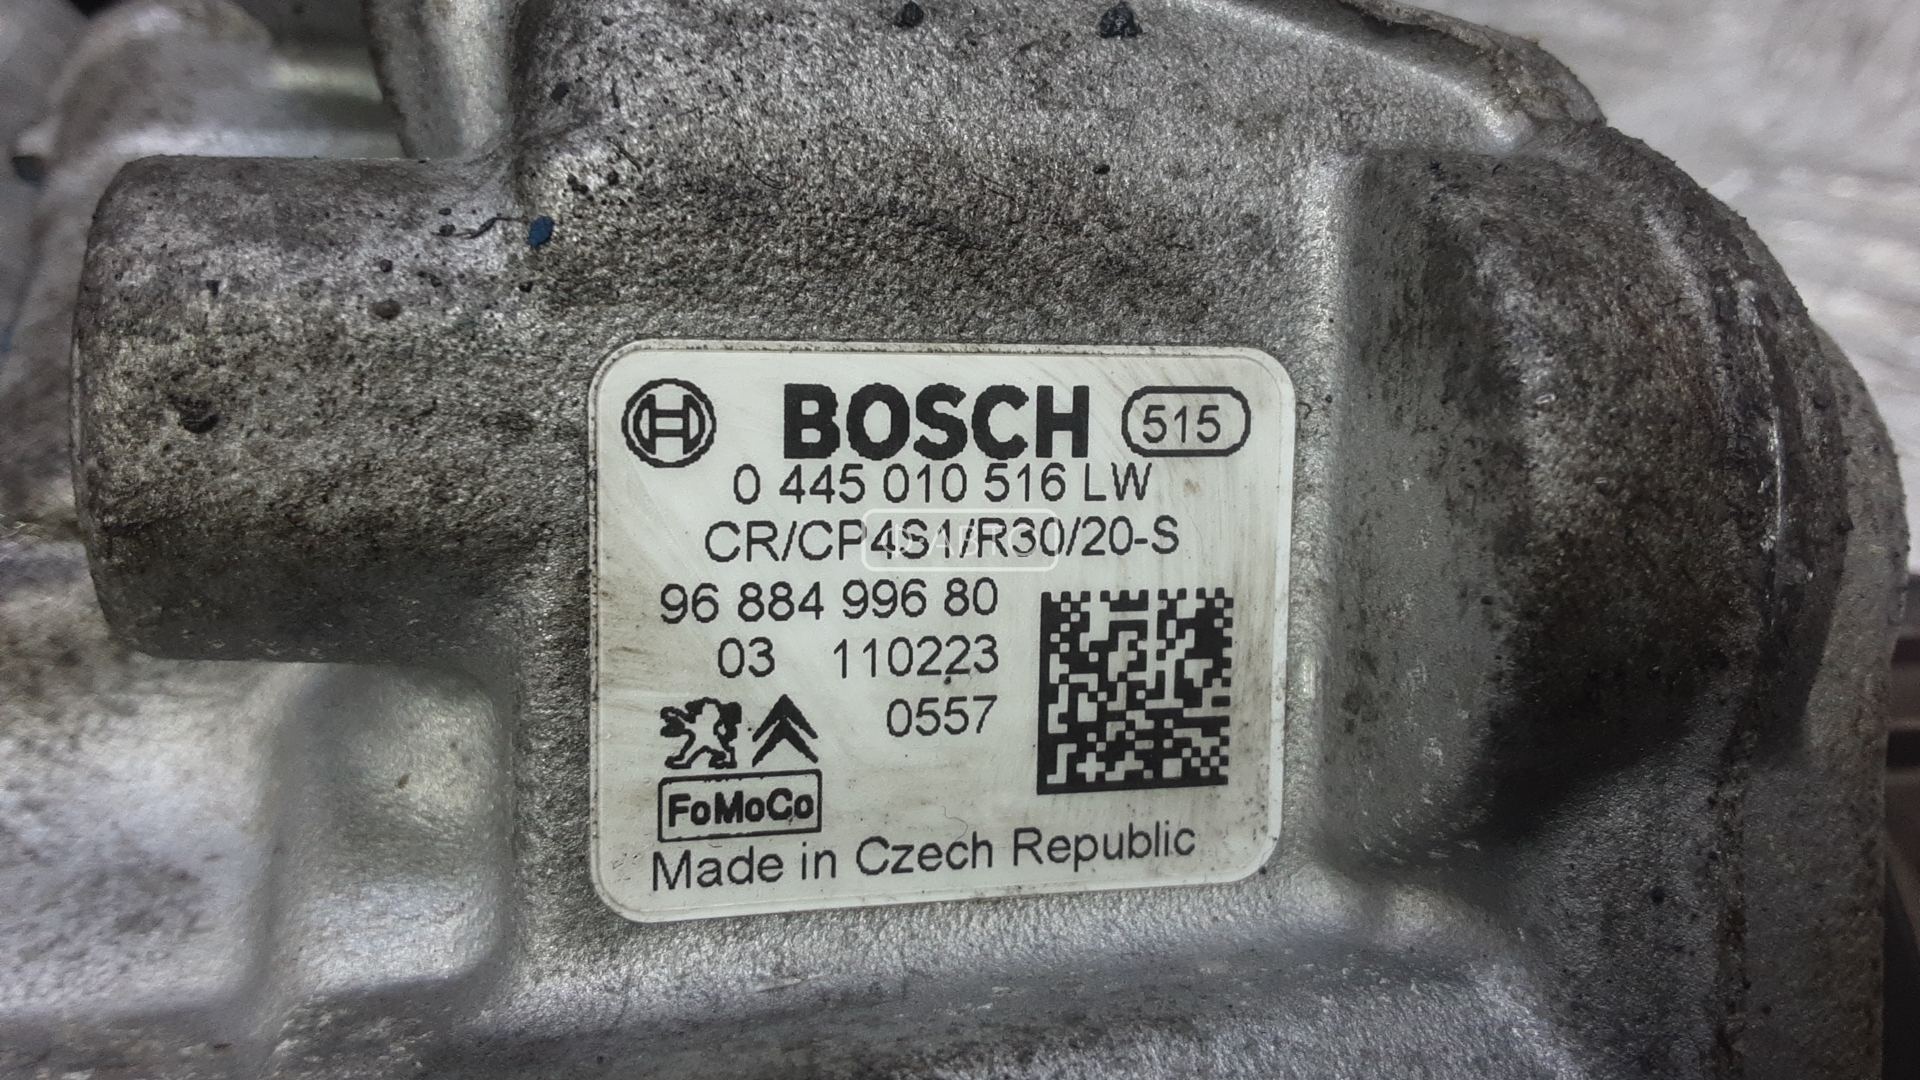 BOSCH 515
0 445 010 516 LW
CR/CP4S1/R30/20-S
96 884 996 80
03 110223
0557
FoMoCo
Made in Czech Republic